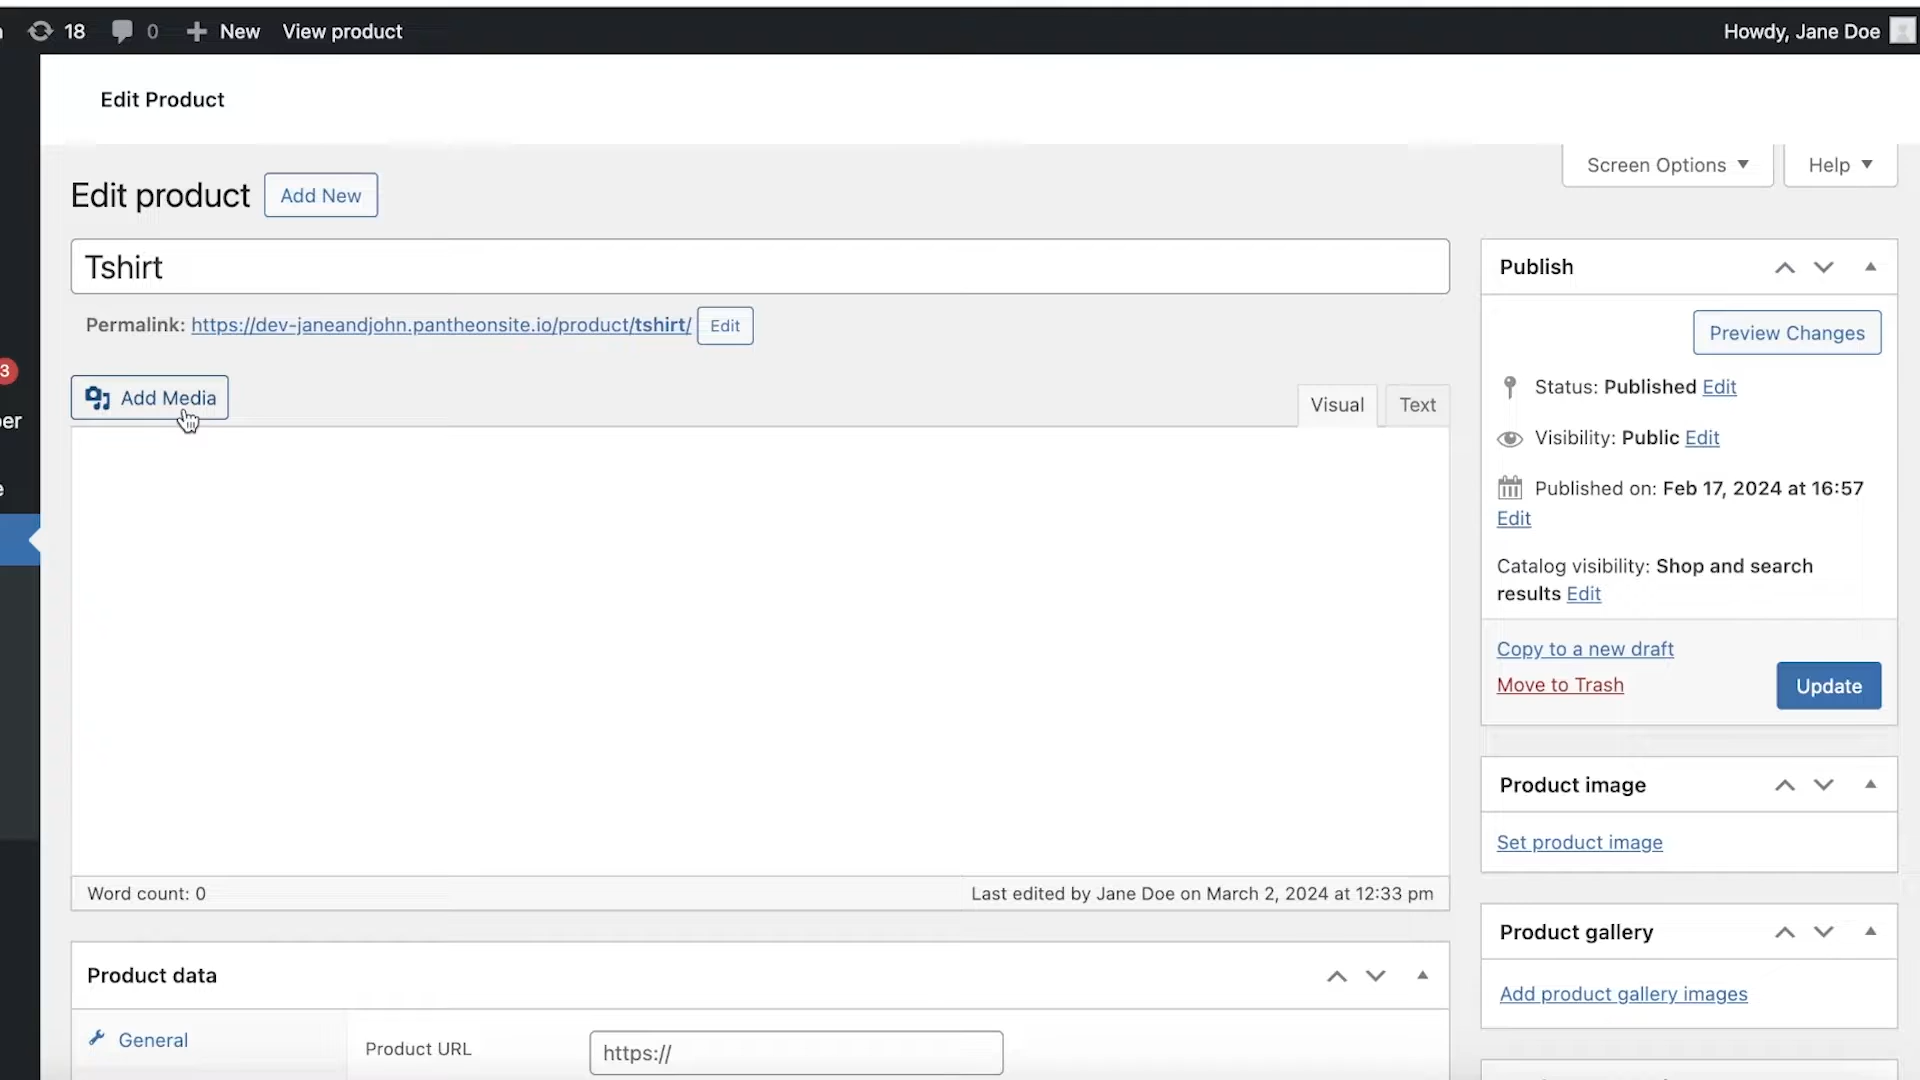 18 0 New View product Howdy, Jane Doe
Edit Product
Screen Options Help
Edit product Add New
Tshirt
Permalink: https://dev-janeandjohn.pantheonsite.io/product/tshirt/ Edit
Add Media
Visual Text
Word count: 0 Last edited by Jane Doe on March 2, 2024 at 12:33 pm
Product data
General
Product URL https://
Publish
Preview Changes
Status: Published Edit
Visibility: Public Edit
Published on: Feb 17, 2024 at 16:57
Edit
Catalog visibility: Shop and search
results Edit
Copy to a new draft
Move to Trash
Update
Product image
Set product image
Product gallery
Add product gallery images
3
er
e